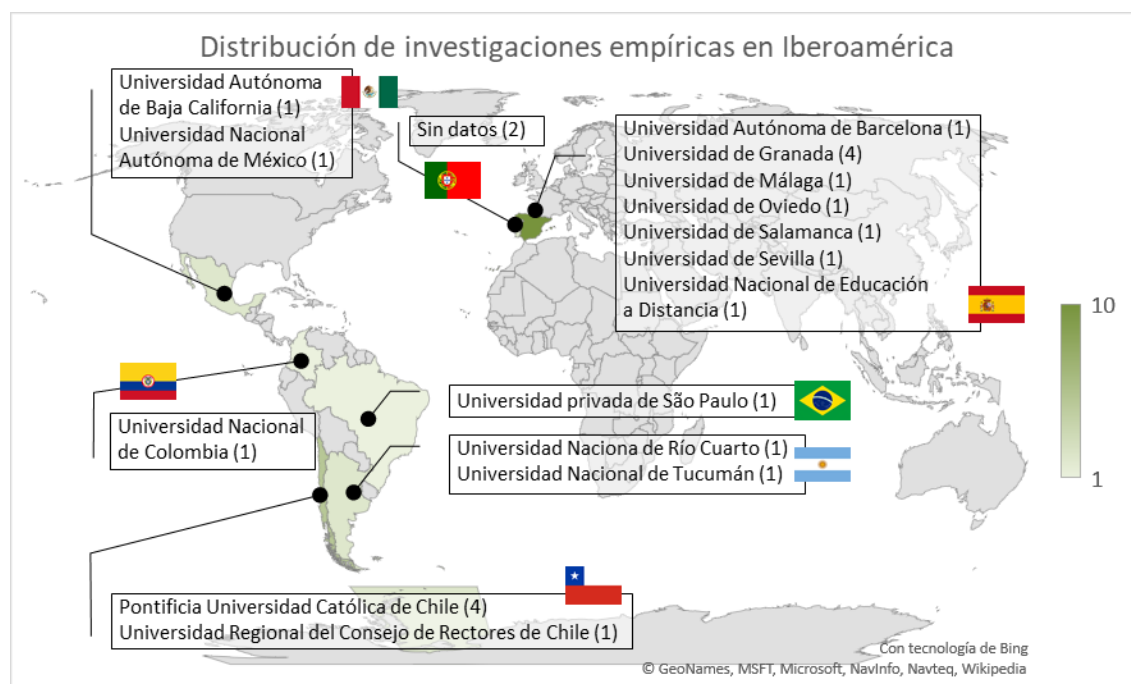 Distribución de investigaciones empíricas en Iberoamérica
Universidad Autónoma
de Baja California (1)
Universidad Nacional
Autónoma de México (1)
Sin datos (2)
Universidad Autónoma de Barcelona (1)
Universidad de Granada (4)
Universidad de Málaga (1)
Universidad de Oviedo (1)
Universidad de Salamanca (1)
Universidad de Sevilla (1)
Universidad Nacional de Educación
a Distancia (1)
10
1
Universidad Nacional
de Colombia (1)
Universidad privada de São Paulo (1)
Universidad Naciona de Río Cuarto (1)
Universidad Nacional de Tucumán (1)
Pontificia Universidad Católica de Chile (4)
Universidad Regional del Consejo de Rectores de Chile (1)
Con tecnología de Bing
© GeoNames, MSFT, Microsoft, NavInfo, Navteq, Wikipedia